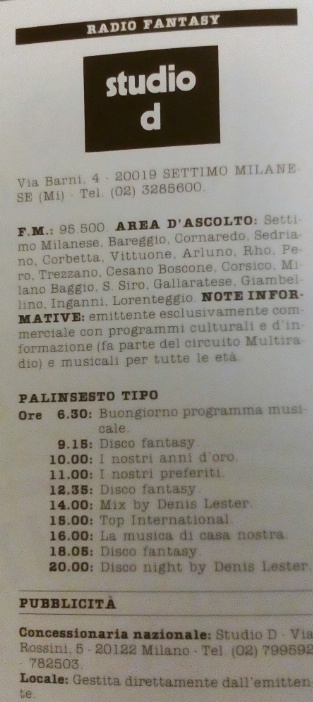 RADIO FANTASY
studio
d
Via Barni, 4 - 20019 SETTIMO MILANE-
SE (Mi) - Tel. (02) 3285600.
F.M.: 95.500. AREA D'ASCOLTO: Setti-
mo Milanese, Bareggio, Cornaredo, Sedria-
no, Corbetta, Vittuone, Arluno, Rho, Pe-
ro, Trezzano, Cesano Boscone, Corsico, Mi-
lano Baggio, S. Siro, Gallaratese, Giambel-
lino, Inganni, Lorenteggio. NOTE INFOR-
MATIVE: emittente esclusivamente com-
merciale con programmi culturali e d'in-
formazione (fa parte del circuito Multira-
dio) e musicali per tutte le età.
PALINSESTO TIPO
Ore 6.30: Buongiorno programma musi-
cale.
9.15: Disco fantasy.
10.00: I nostri anni d'oro.
11.00: I nostri preferiti.
12.35: Disco fantasy.
14.00: Mix by Denis Lester.
15.00: Top International.
16.00: La musica di casa nostra.
18.05: Disco fantasy.
20.00: Disco night by Denis Lester.
PUBBLICITÀ
Concessionaria nazionale: Studio D - Via
Rossini, 5 - 20122 Milano - Tel. (02) 799592
- 782503.
Locale: Gestita direttamente dall'emitten-
te.